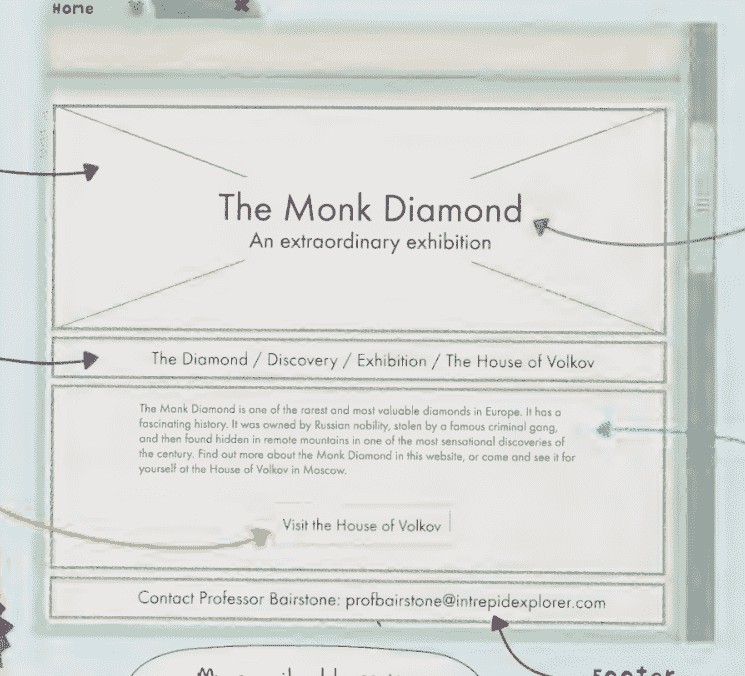 Home
The Monk Diamond
An extraordinary exhibition
The Diamond / Discovery / Exhibition / The House of Volkov
The Monk Diamond is one of the rarest and most valuable diamonds in Europe. It has a
fascinating history. It was owned by Russian nobility, stolen by a famous criminal gang,
and then found hidden in remote mountains in one of the most sensational discoveries of
the century. Find out more about the Monk Diamond in this website, or come and see it for
yourself at the House of Volkov in Moscow.
Visit the House of Volkov
Contact Professor Bairstone: profbairstone@intrepidexplorer.com
Footer